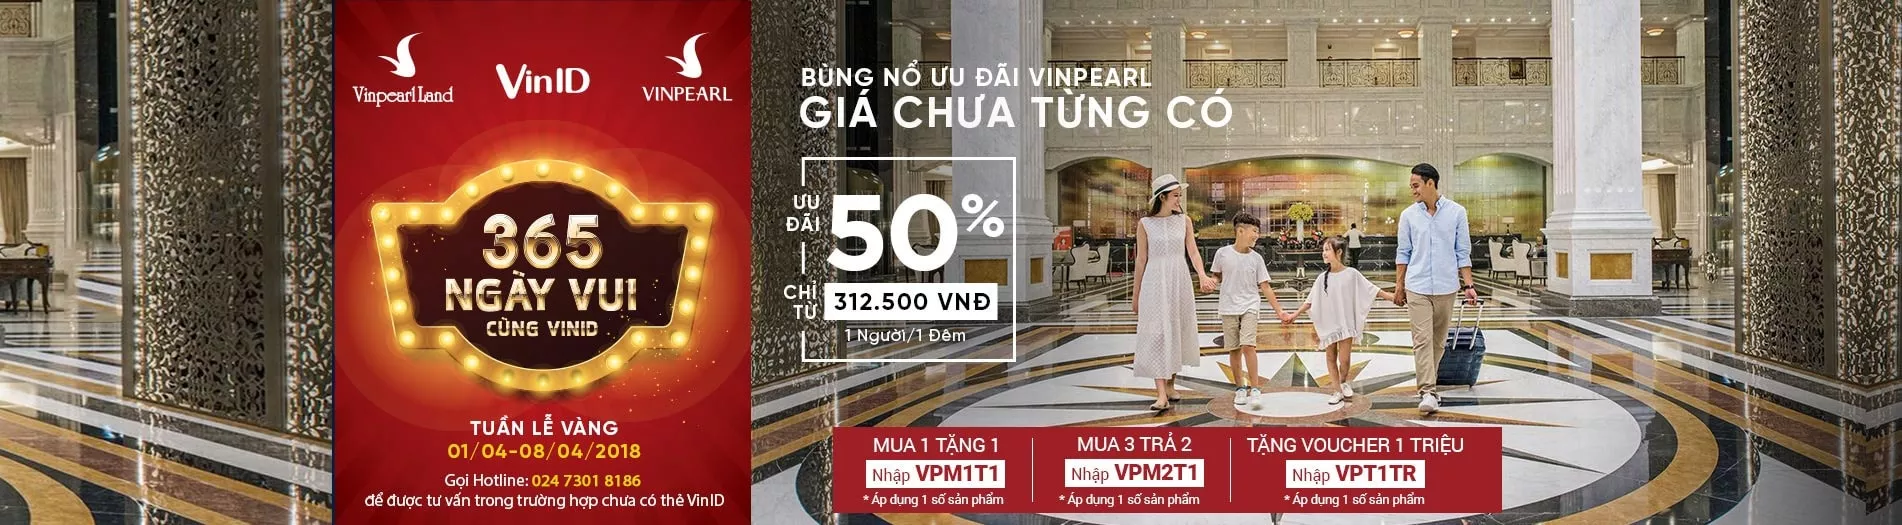 Vinpearl Land
VinID
VINPEARL
365
NGÀY VUI
CÙNG VINID
TUẦN LỄ VÀNG
01/04-08/04/2018
Gọi Hotline: 024 7301 8186
để được tư vấn trong trường hợp chưa có thẻ VinID
BÙNG NỔ ƯU ĐÃI VINPEARL
GIÁ CHƯA TỪNG CÓ
ƯU
ĐÃI
50%
CHỈ
TỪ
312.500 VNĐ
1 Người/1 Đêm
MUA 1 TẶNG 1
Nhập VPM1T1
* Áp dụng 1 số sản phẩm
MUA 3 TRẢ 2
Nhập VPM2T1
* Áp dụng 1 số sản phẩm
TẶNG VOUCHER 1 TRIỆU
Nhập VPT1TR
* Áp dụng 1 số sản phẩm